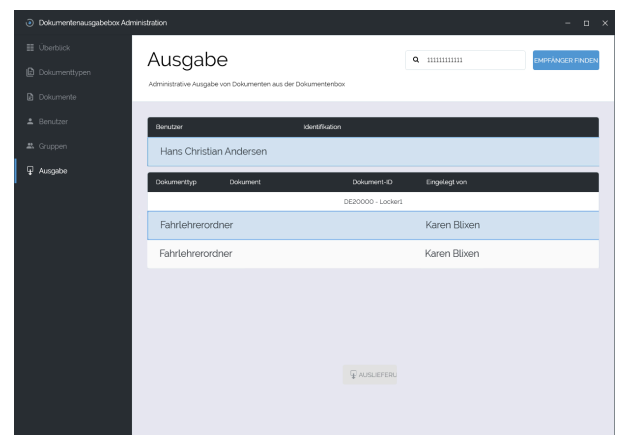 Dokumentenausgabebox Administration
Überblick
Dokumenttypen
Dokumente
Benutzer
Gruppen
Ausgabe
Ausgabe
11111111111
EMPFÄNGER FINDEN
Administrative Ausgabe von Dokumenten aus der Dokumentenbox
Benutzer Identifikation
Hans Christian Andersen
Dokumenttyp Dokument Dokument-ID Eingelegt von
DE20000 - Locker1
Fahrlehrerordner Karen Blixen
Fahrlehrerordner Karen Blixen
AUSLIEFERU